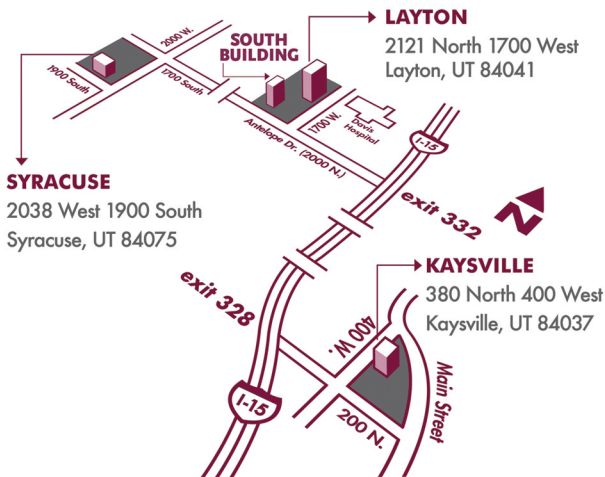 LAYTON
2121 North 1700 West
Layton, UT 84041
SOUTH
BUILDING
2000 W.
1900 South
1700 South
1700 W.
Davis
Hospital
Antelope Dr. (2000 N.)
I-15
SYRACUSE
2038 West 1900 South
Syracuse, UT 84075
exit 332
N
KAYSVILLE
380 North 400 West
Kaysville, UT 84037
exit 328
400 W.
Main Street
I-15
200 N.